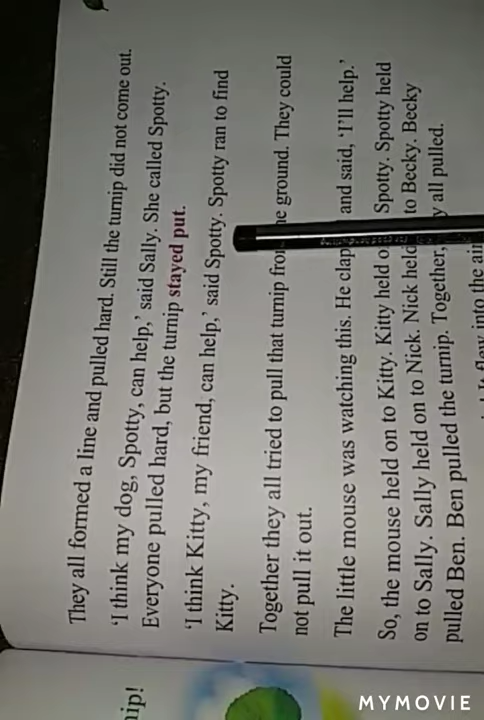 They all formed a line and pulled hard. Still the turnip did not come out.
'I think my dog, Spotty, can help,' said Sally. She called Spotty.
Everyone pulled hard, but the turnip stayed put.
'I think Kitty, my friend, can help,' said Spotty. Spotty ran to find
Kitty.
Together they all tried to pull that turnip from ground. They could
not pull it out.
The little mouse was watching this. He and said, 'I'll help.'
So, the mouse held on to Kitty. Kitty held Spotty. Spotty held
on to Sally. Sally held on to Nick. Nick held to Becky. Becky
pulled Ben. Ben pulled the turnip. Together, all pulled.
into the air
MYMOVIE